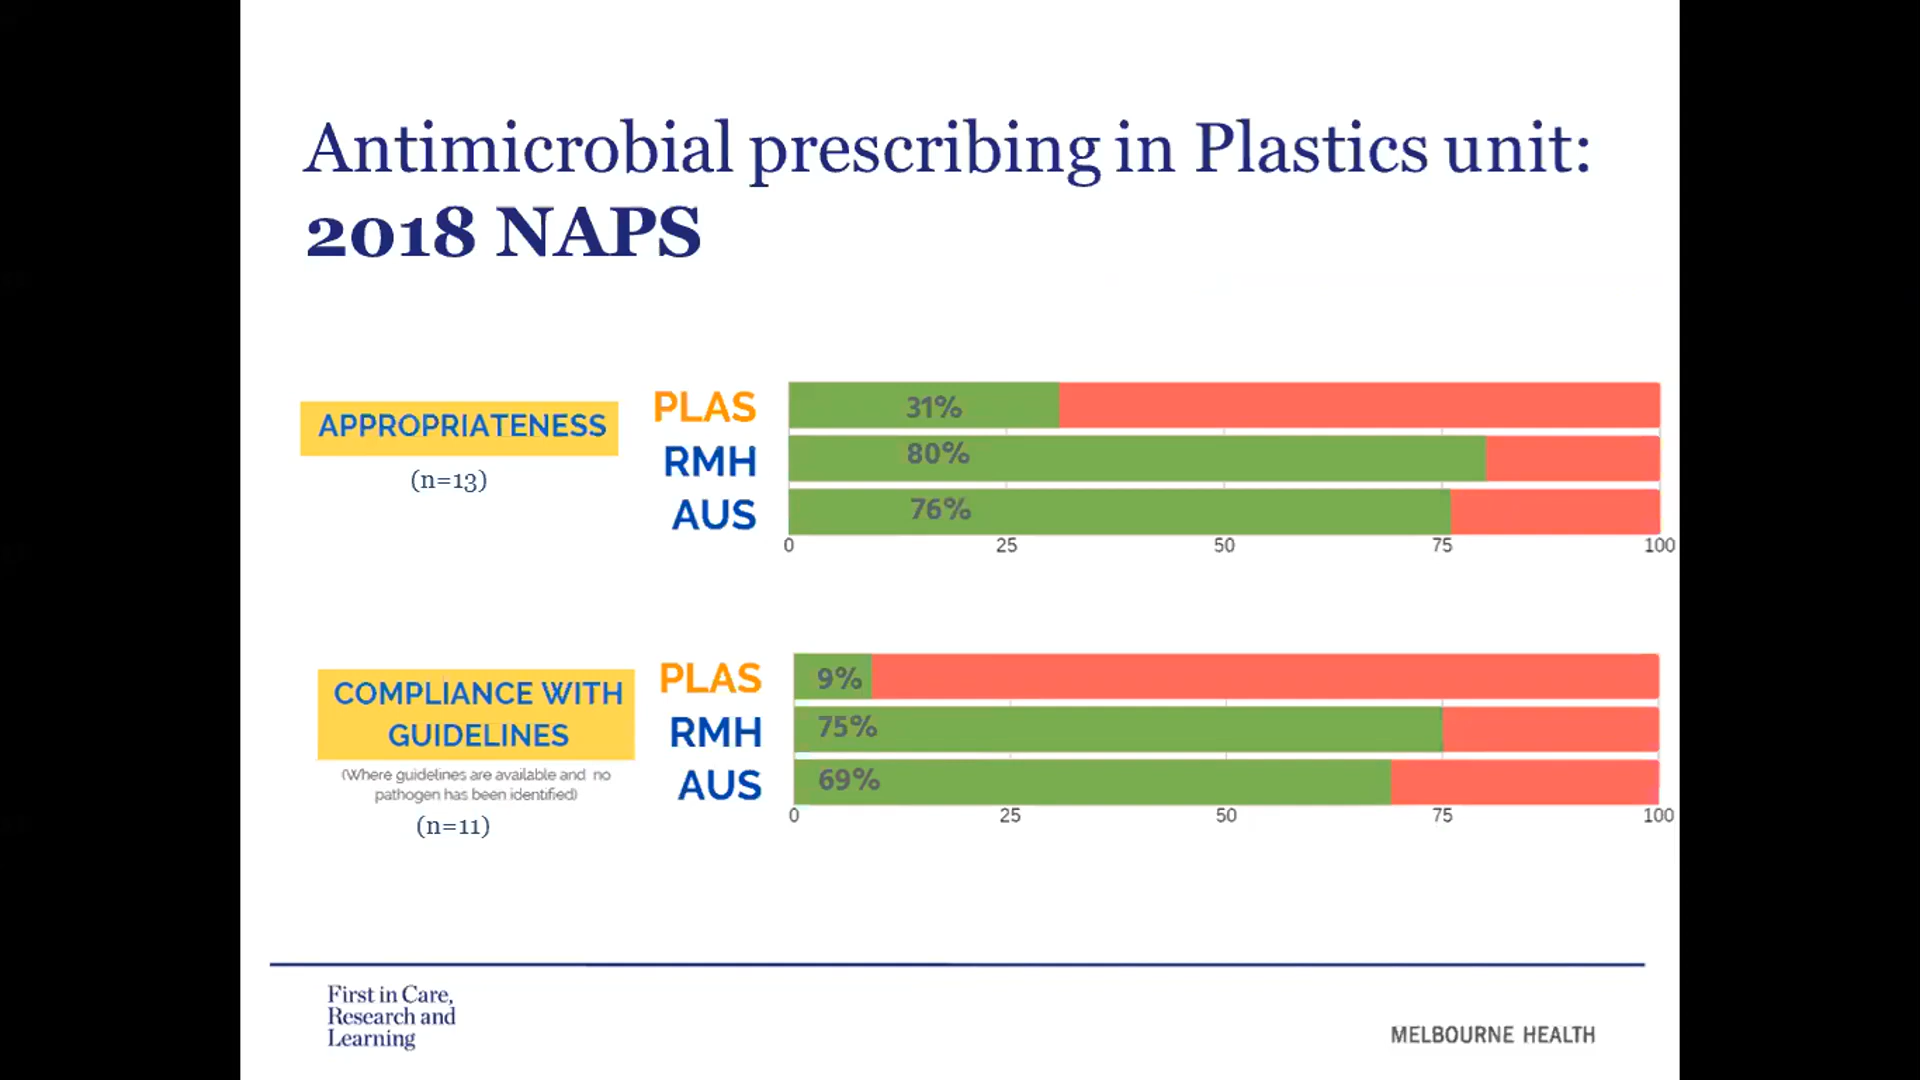 Antimicrobial prescribing in Plastics unit:
2018 NAPS
APPROPRIATENESS
(n=13)
PLAS
31%
RMH
80%
AUS
76%
0 25 50 75 100
COMPLIANCE WITH
GUIDELINES
(Where guidelines are available and no
pathogen has been identified)
(n=11)
PLAS
9%
RMH
75%
AUS
69%
0 25 50 75 100
First in Care,
Research and
Learning
MELBOURNE HEALTH